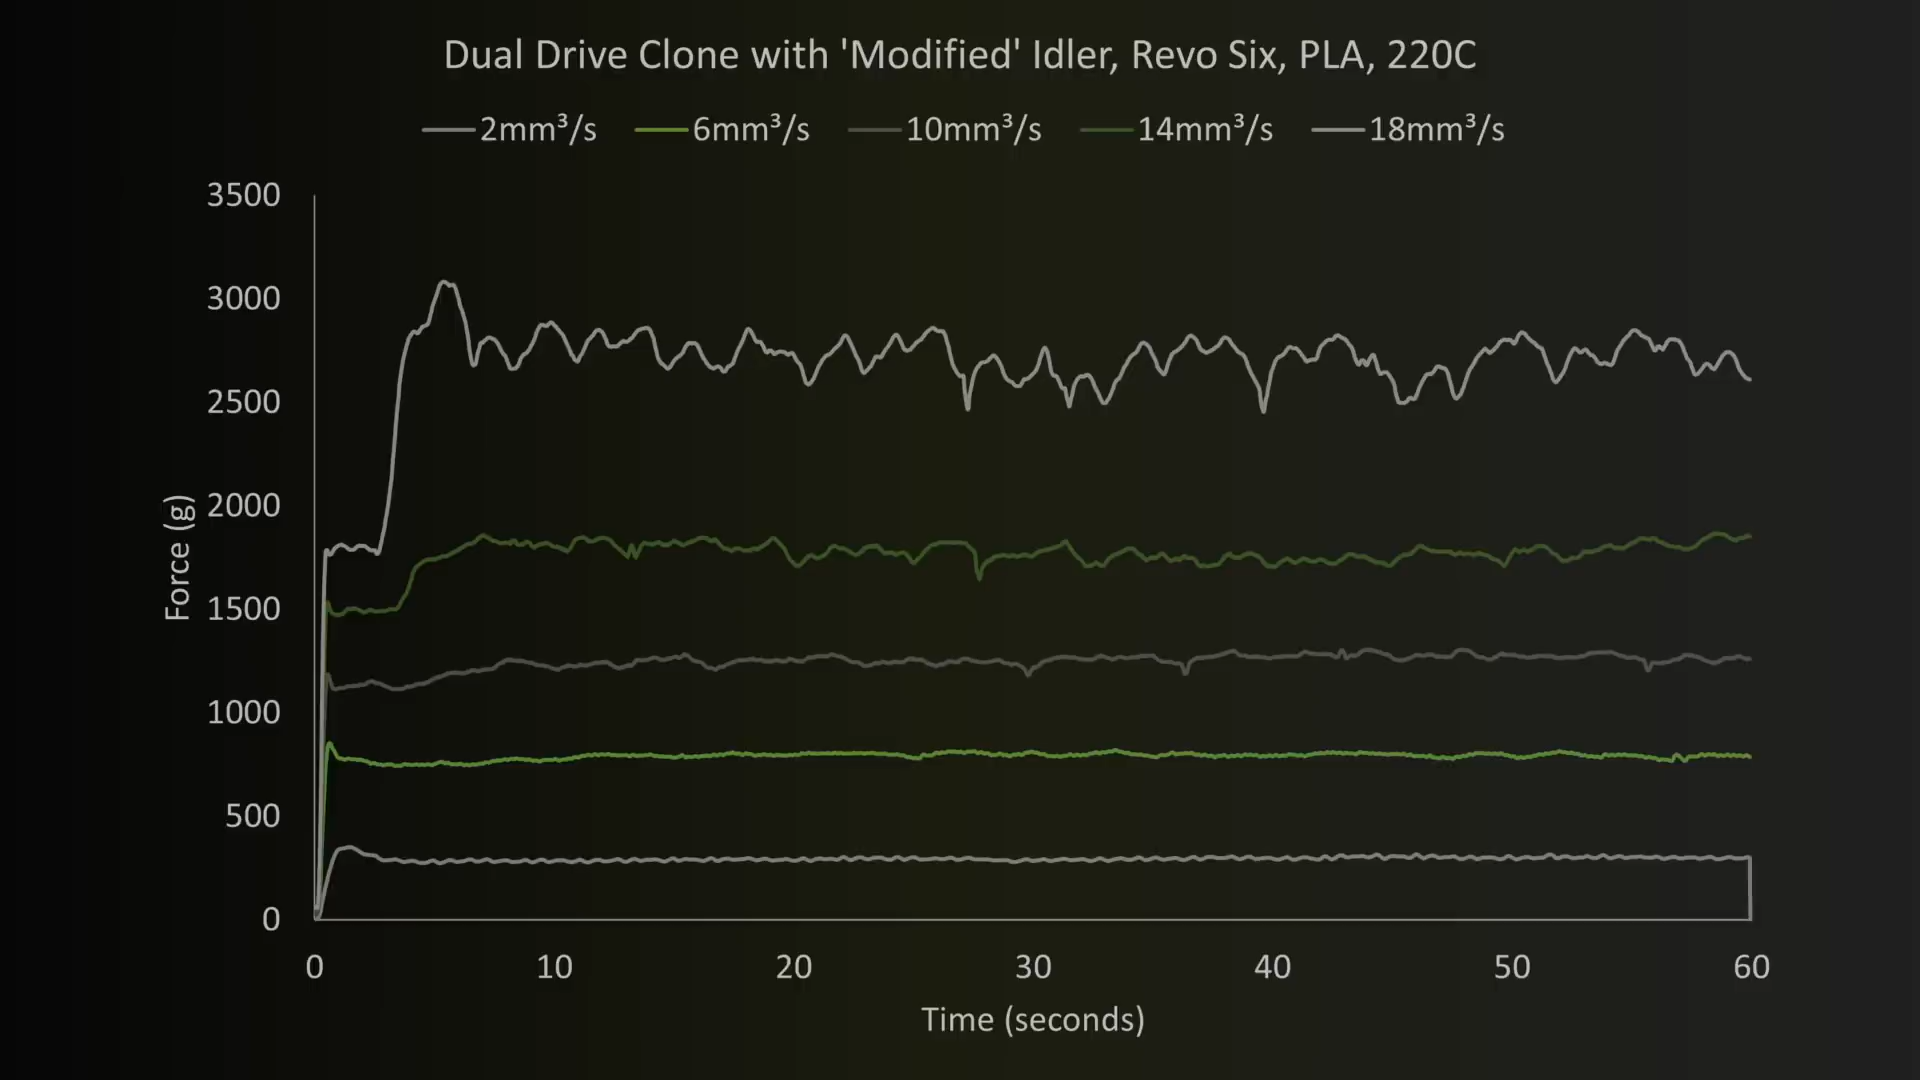 Dual Drive Clone with 'Modified' Idler, Revo Six, PLA, 220C
2mm³/s 6mm³/s 10mm³/s 14mm³/s 18mm³/s
3500
3000
2500
2000
1500
1000
500
0
Force (g)
0 10 20 30 40 50 60
Time (seconds)